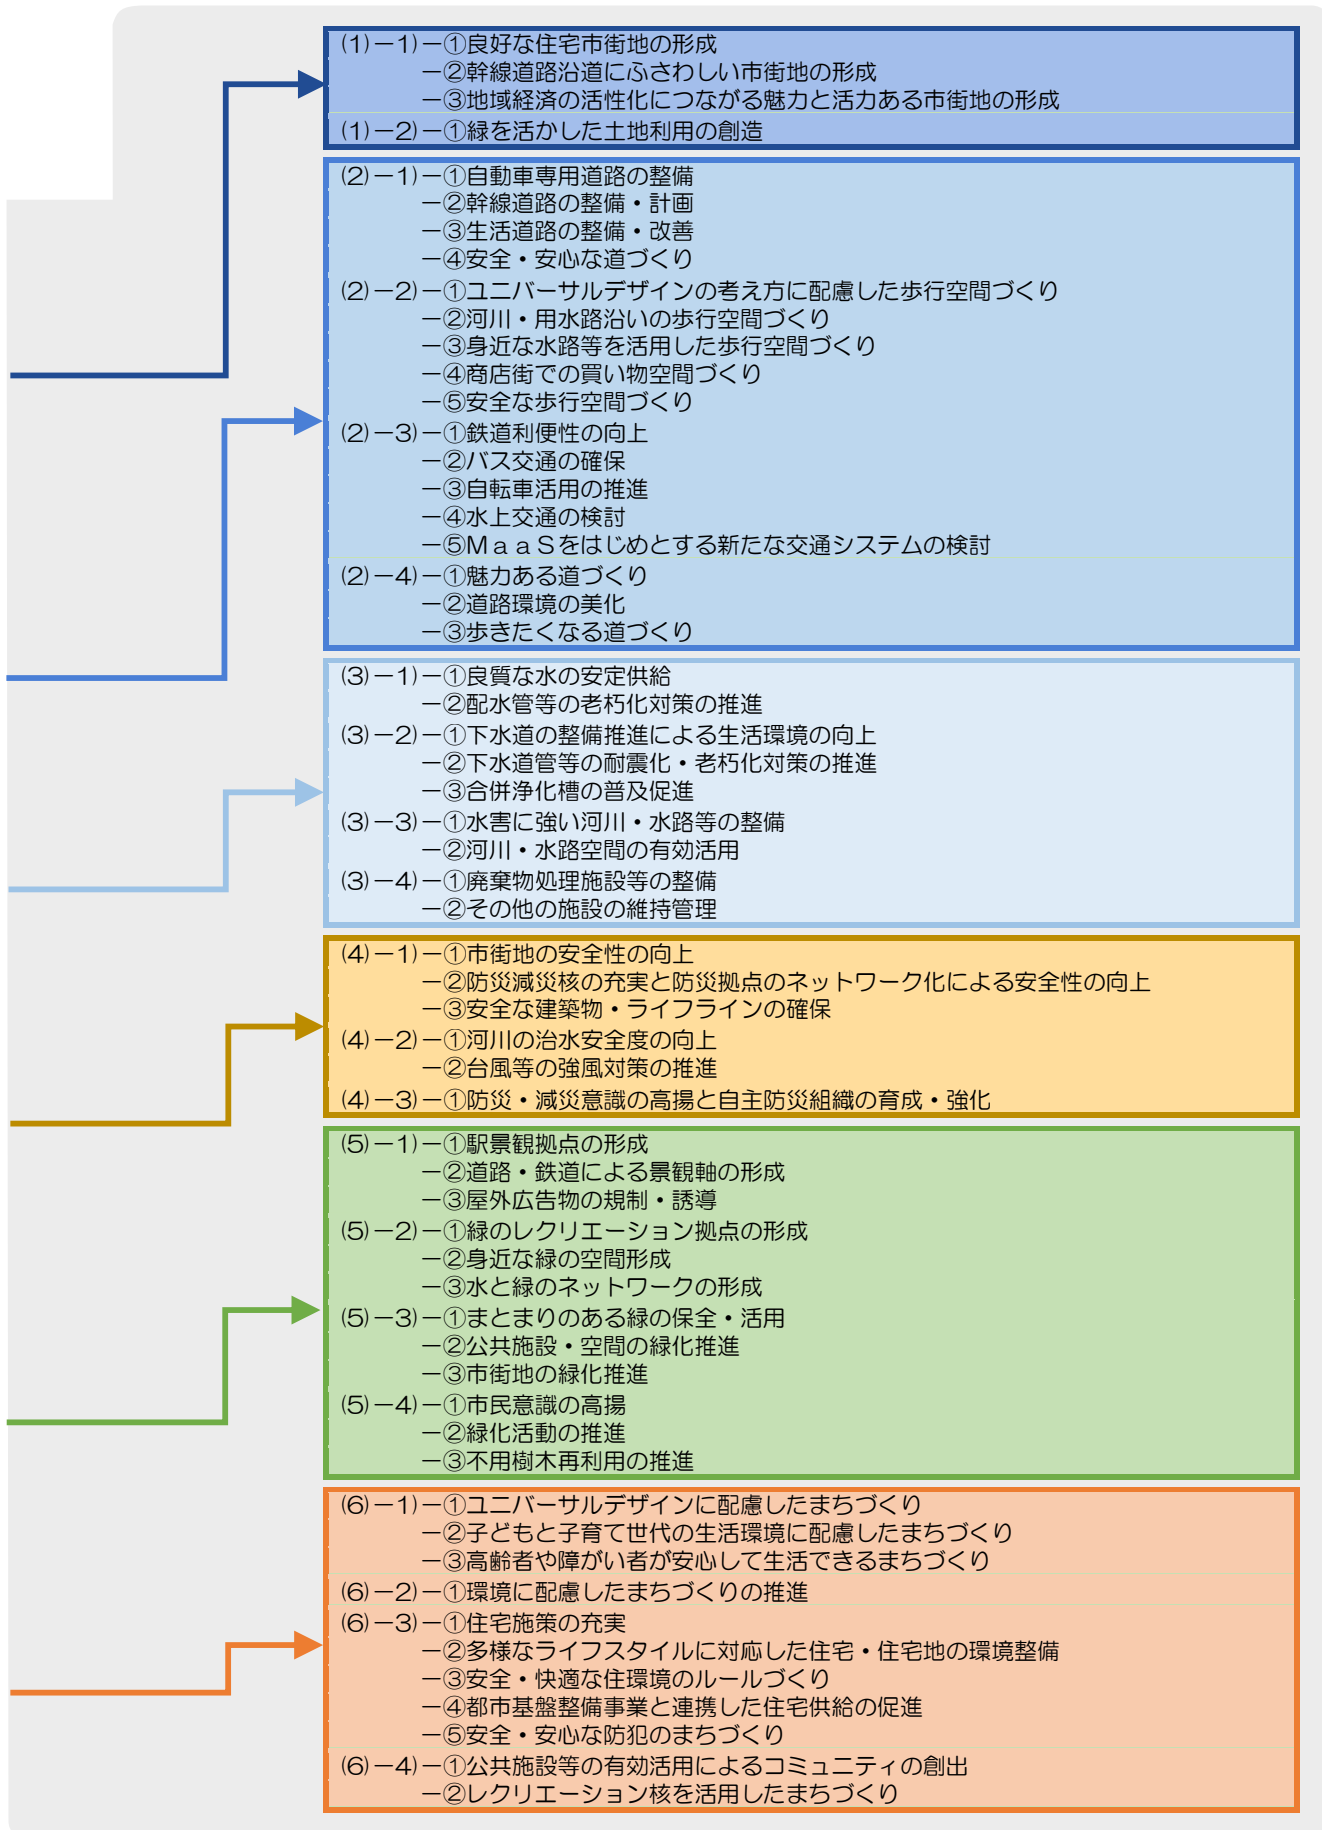 (1)－1)－①良好な住宅市街地の形成
－②幹線道路沿道にふさわしい市街地の形成
－③地域経済の活性化につながる魅力と活力ある市街地の形成
(1)－2)－①緑を活かした土地利用の創造
(2)－1)－①自動車専用道路の整備
－②幹線道路の整備・計画
－③生活道路の整備・改善
－④安全・安心な道づくり
(2)－2)－①ユニバーサルデザインの考え方に配慮した歩行空間づくり
－②河川・用水路沿いの歩行空間づくり
－③身近な水路等を活用した歩行空間づくり
－④商店街での買い物空間づくり
－⑤安全な歩行空間づくり
(2)－3)－①鉄道利便性の向上
－②バス交通の確保
－③自転車活用の推進
－④水上交通の検討
－⑤ＭａａＳをはじめとする新たな交通システムの検討
(2)－4)－①魅力ある道づくり
－②道路環境の美化
－③歩きたくなる道づくり
(3)－1)－①良質な水の安定供給
－②配水管等の老朽化対策の推進
(3)－2)－①下水道の整備推進による生活環境の向上
－②下水道管等の耐震化・老朽化対策の推進
－③合併浄化槽の普及促進
(3)－3)－①水害に強い河川・水路等の整備
－②河川・水路空間の有効活用
(3)－4)－①廃棄物処理施設等の整備
－②その他の施設の維持管理
(4)－1)－①市街地の安全性の向上
－②防災減災核の充実と防災拠点のネットワーク化による安全性の向上
－③安全な建築物・ライフラインの確保
(4)－2)－①河川の治水安全度の向上
－②台風等の強風対策の推進
(4)－3)－①防災・減災意識の高揚と自主防災組織の育成・強化
(5)－1)－①駅景観拠点の形成
－②道路・鉄道による景観軸の形成
－③屋外広告物の規制・誘導
(5)－2)－①緑のレクリエーション拠点の形成
－②身近な緑の空間形成
－③水と緑のネットワークの形成
(5)－3)－①まとまりのある緑の保全・活用
－②公共施設・空間の緑化推進
－③市街地の緑化推進
(5)－4)－①市民意識の高揚
－②緑化活動の推進
－③不用樹木再利用の推進
(6)－1)－①ユニバーサルデザインに配慮したまちづくり
－②子どもと子育て世代の生活環境に配慮したまちづくり
－③高齢者や障がい者が安心して生活できるまちづくり
(6)－2)－①環境に配慮したまちづくりの推進
(6)－3)－①住宅施策の充実
－②多様なライフスタイルに対応した住宅・住宅地の環境整備
－③安全・快適な住環境のルールづくり
－④都市基盤整備事業と連携した住宅供給の促進
－⑤安全・安心な防犯のまちづくり
(6)－4)－①公共施設等の有効活用によるコミュニティの創出
－②レクリエーション核を活用したまちづくり